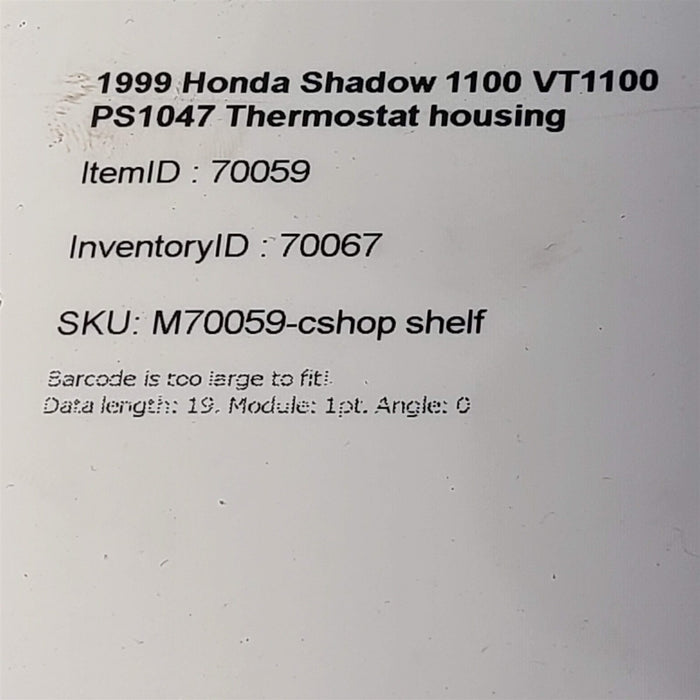 1999 Honda Shadow 1100 VT1100
PS1047 Thermostat housing
ItemID : 70059
InventoryID : 70067
SKU: M70059-cshop shelf
Barcode is too large to fit!
Data length: 19. Module: 1pt. Angle: 0